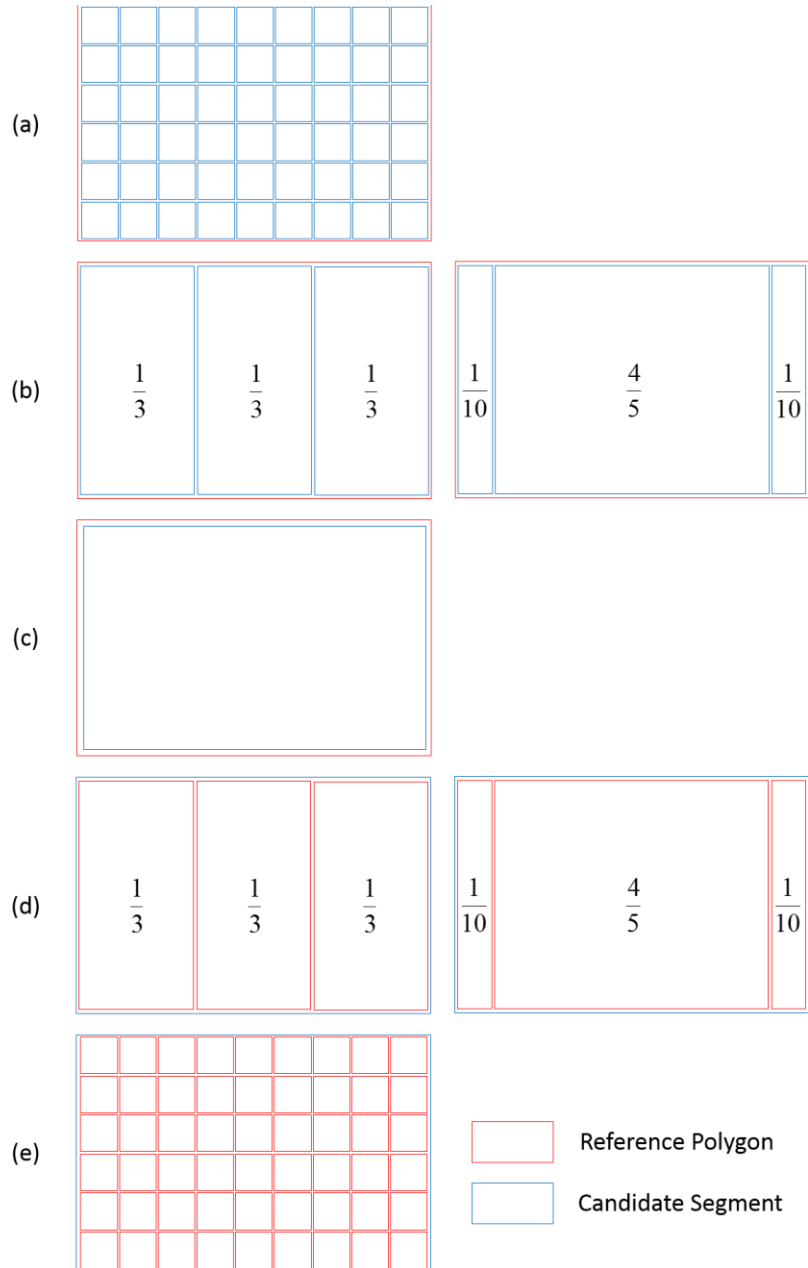 (a)
(b)
1/3 1/3 1/3 1/10 4/5 1/10
(c)
(d)
1/3 1/3 1/3 1/10 4/5 1/10
(e)
Reference Polygon
Candidate Segment